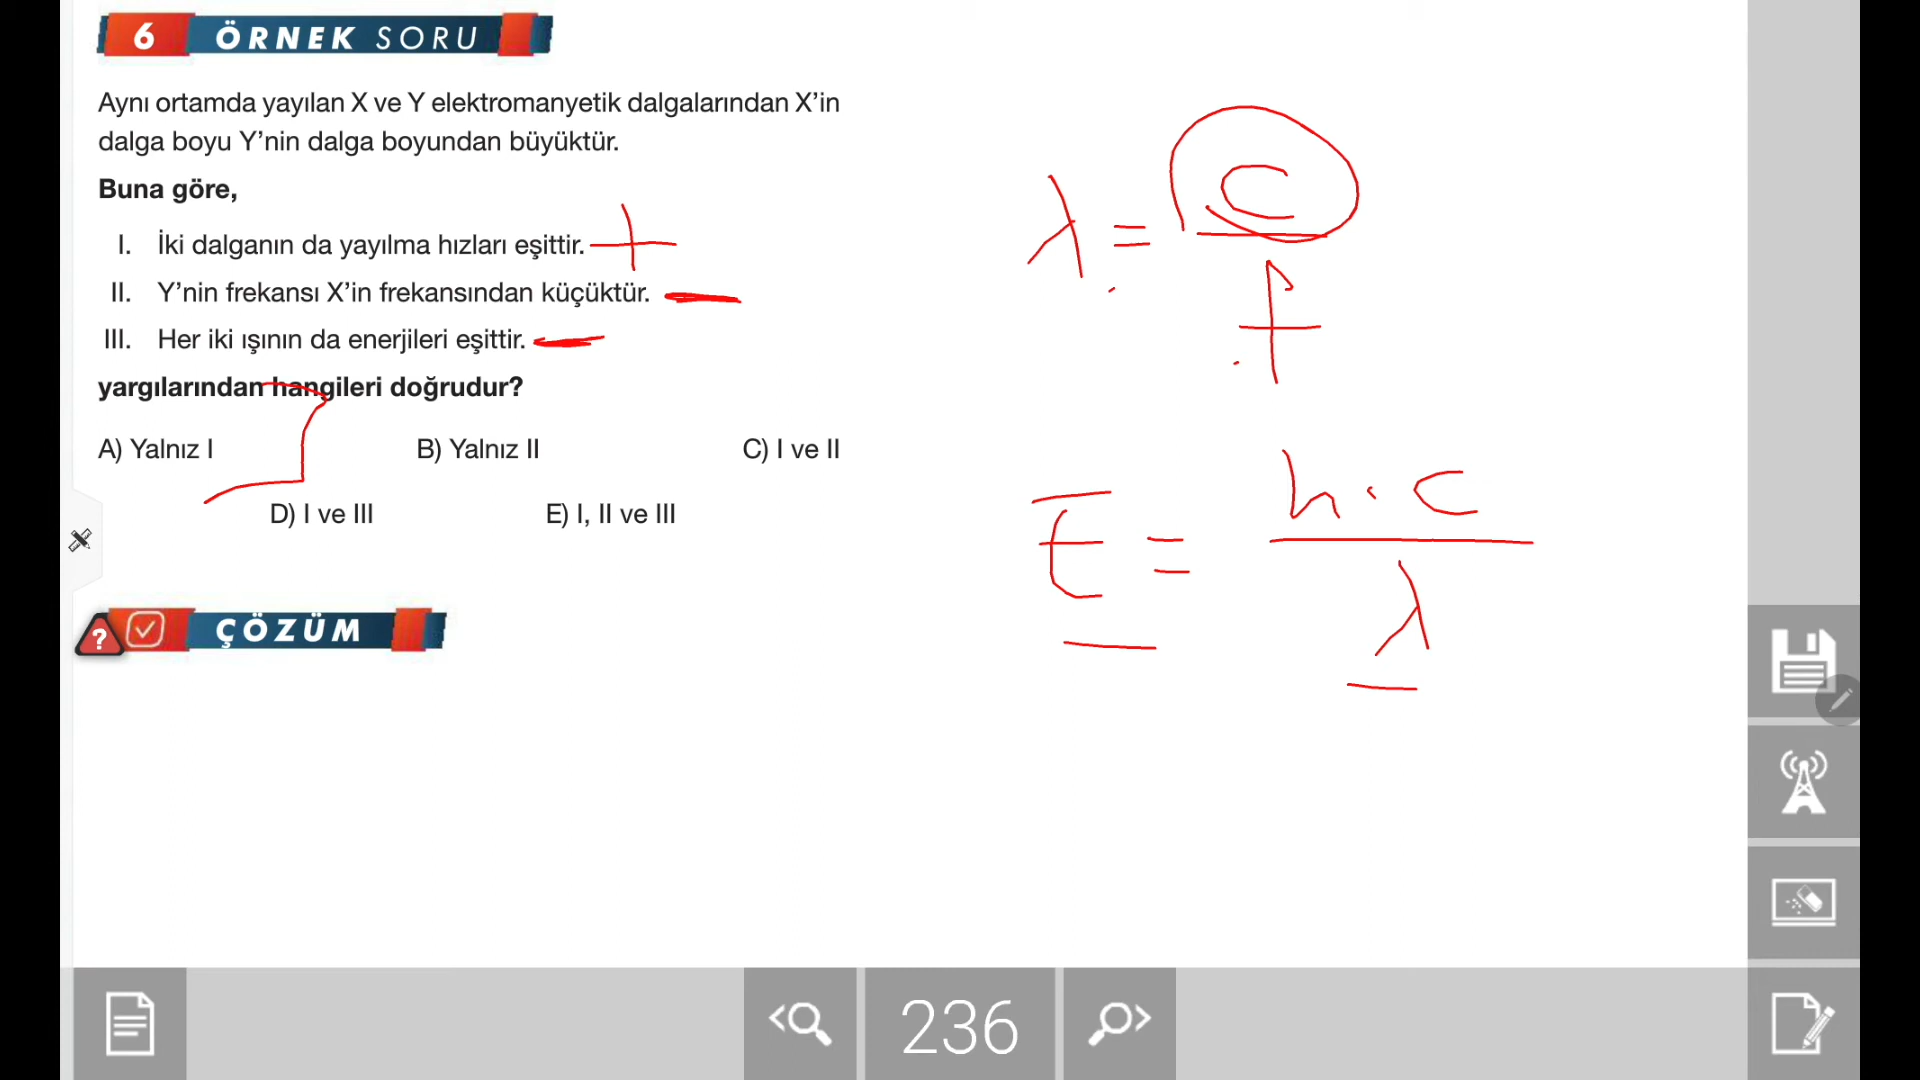 6 ÖRNEK SORU
Aynı ortamda yayılan X ve Y elektromanyetik dalgalarından X’in
dalga boyu Y’nin dalga boyundan büyüktür.
Buna göre,
I. İki dalganın da yayılma hızları eşittir.
II. Y’nin frekansı X’in frekansından küçüktür.
III. Her iki ışının da enerjileri eşittir.
yargılarından hangileri doğrudur?
A) Yalnız I B) Yalnız II C) I ve II
D) I ve III E) I, II ve III
? ÇÖZÜM
λ = c / f
E = h · c / λ
236